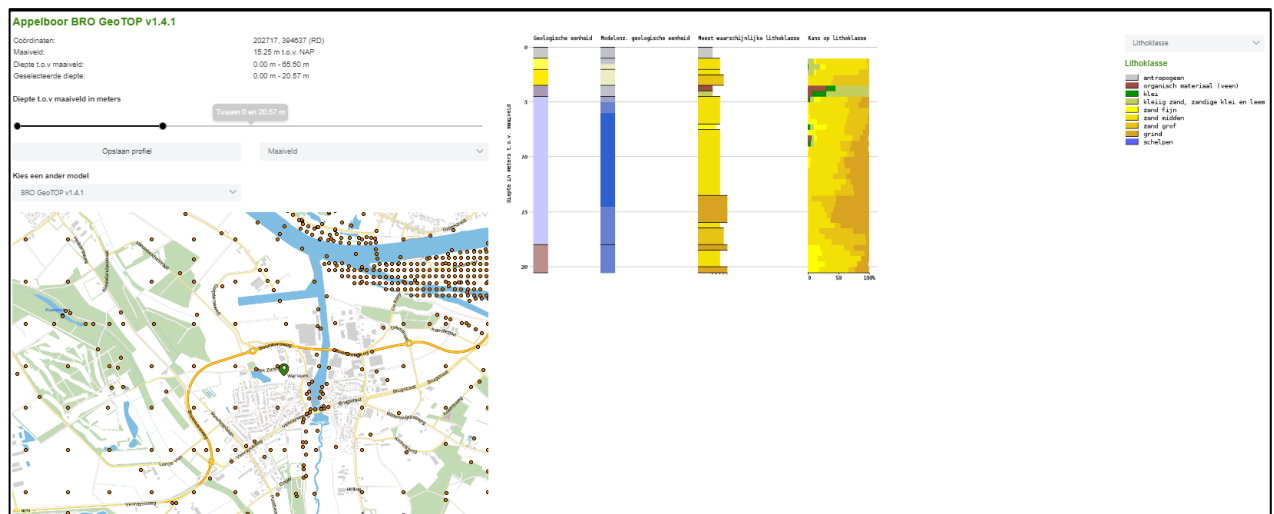 Appelboor BRO GeoTOP v1.4.1
Coördinaten: 202717, 394637 (RD)
Maaiveld: 15.25 m t.o.v. NAP
Diepte t.o.v maaiveld: 0.00 m - 65.50 m
Geselecteerde diepte: 0.00 m - 20.57 m
Diepte t.o.v maaiveld in meters
Tussen 0 en 20.57 m
Opslaan profiel
Maaiveld
Kies een ander model
BRO GeoTOP v1.4.1
Geologische eenheid
Modelonz. geologische eenheid
Meest waarschijnlijke lithoklasse
Kans op lithoklasse
Diepte in meters t.o.v. maaiveld
0
5
10
15
20
0 50 100%
Lithoklasse
Lithoklasse
antropogeen
organisch materiaal (veen)
klei
kleiig zand, zandige klei en leem
zand fijn
zand midden
zand grof
grind
schelpen
Brugstraat
Brugstraat
Lange Ven